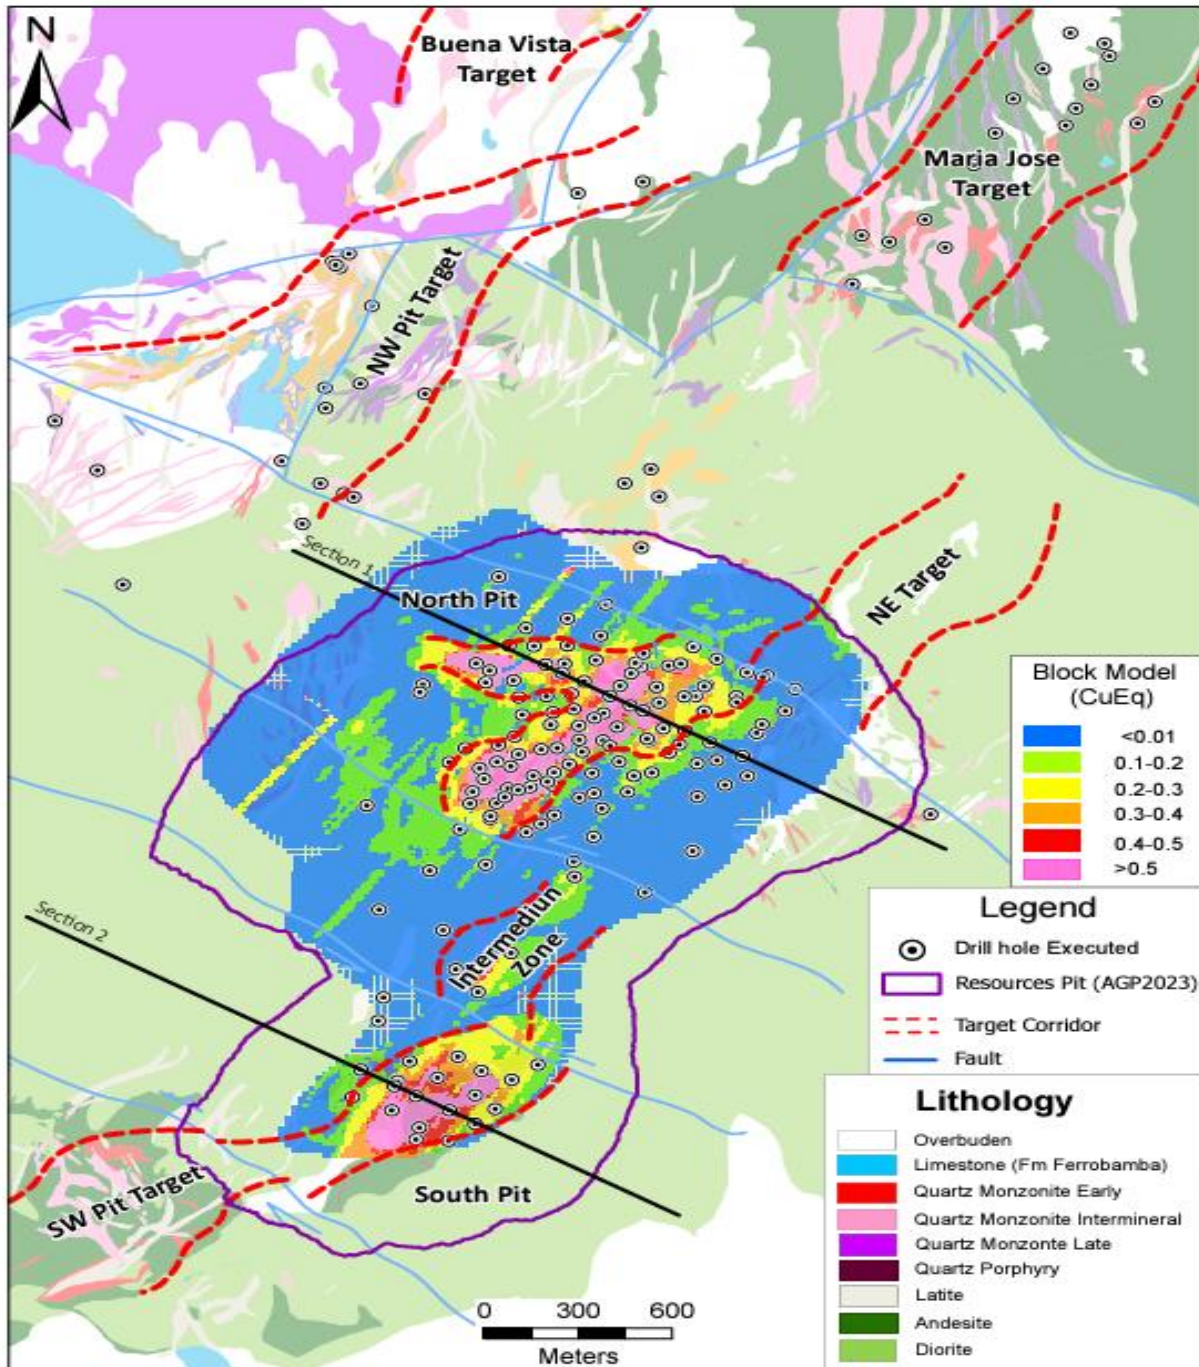 N
Buena Vista
Target
Maria Jose
Target
NW Pit Target
Section 1
North Pit
NE Target
Block Model
(CuEq)
<0.01
0.1-0.2
0.2-0.3
0.3-0.4
0.4-0.5
>0.5
Section 2
Intermediun
Zone
Legend
Drill hole Executed
Resources Pit (AGP2023)
Target Corridor
Fault
SW Pit Target
South Pit
Lithology
Overbuden
Limestone (Fm Ferrobamba)
Quartz Monzonite Early
Quartz Monzonite Intermineral
Quartz Monzonte Late
Quartz Porphyry
Latite
Andesite
Diorite
0 300 600
Meters